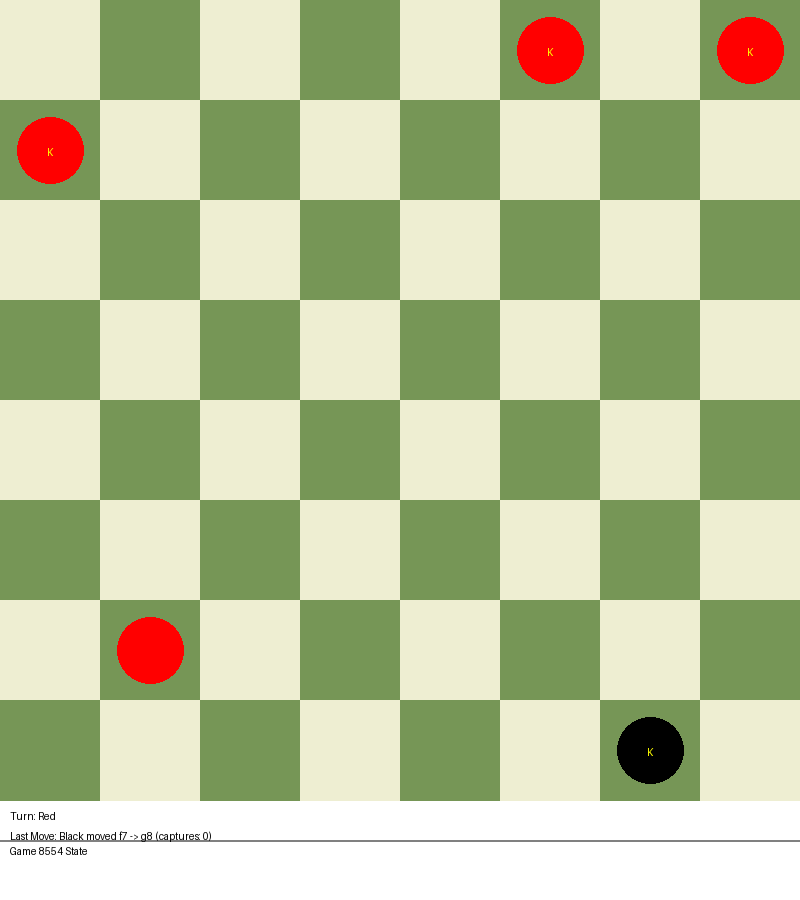 K K
K
K
Turn: Red
Last Move: Black moved f7 -> g8 (captures: 0)
Game 8554 State